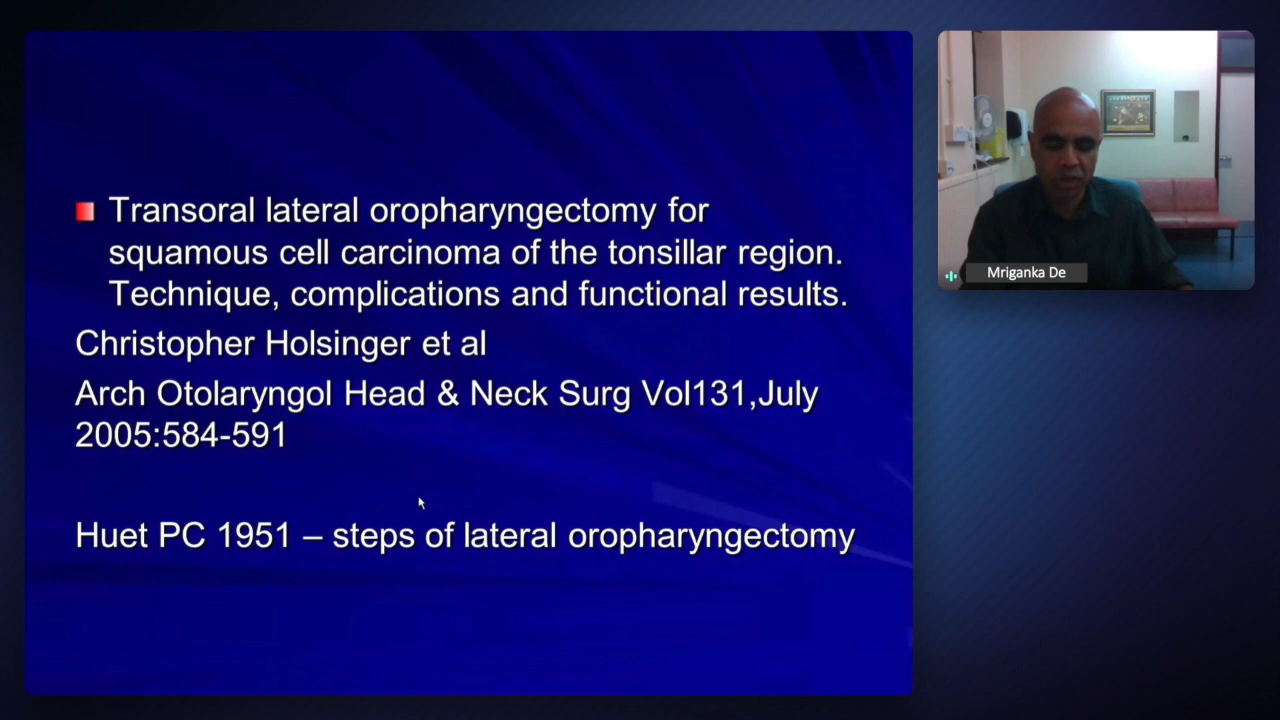 Transoral lateral oropharyngectomy for
squamous cell carcinoma of the tonsillar region.
Technique, complications and functional results.
Christopher Holsinger et al
Arch Otolaryngol Head & Neck Surg Vol131,July
2005:584-591
Huet PC 1951 – steps of lateral oropharyngectomy
Mriganka De